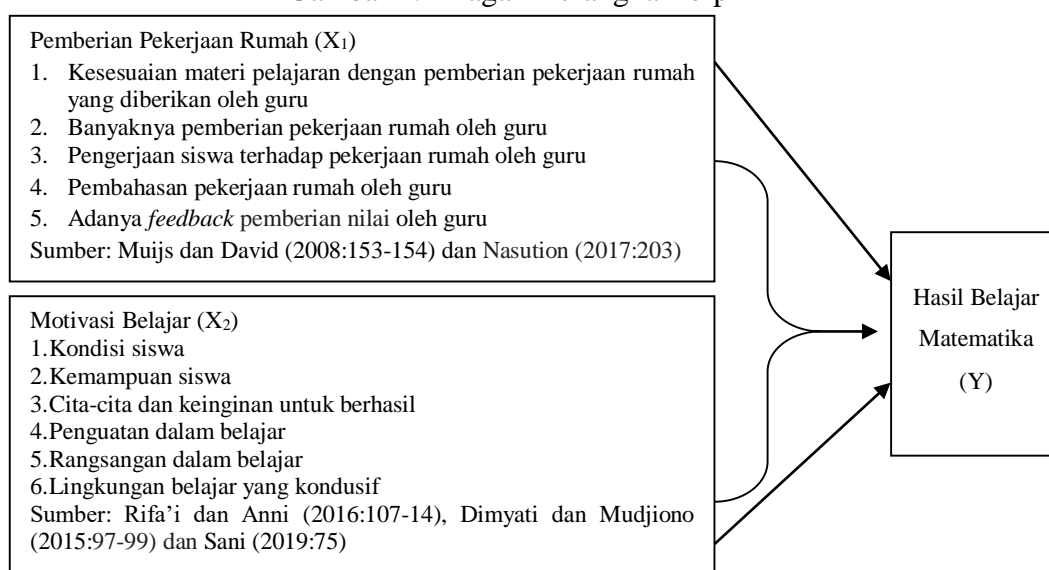 Pemberian Pekerjaan Rumah (X₁)
1. Kesesuaian materi pelajaran dengan pemberian pekerjaan rumah
yang diberikan oleh guru
2. Banyaknya pemberian pekerjaan rumah oleh guru
3. Pengerjaan siswa terhadap pekerjaan rumah oleh guru
4. Pembahasan pekerjaan rumah oleh guru
5. Adanya feedback pemberian nilai oleh guru
Sumber: Muijs dan David (2008:153-154) dan Nasution (2017:203)
Motivasi Belajar (X₂)
1.Kondisi siswa
2.Kemampuan siswa
3.Cita-cita dan keinginan untuk berhasil
4.Penguatan dalam belajar
5.Rangsangan dalam belajar
6.Lingkungan belajar yang kondusif
Sumber: Rifa’i dan Anni (2016:107-14), Dimyati dan Mudjiono
(2015:97-99) dan Sani (2019:75)
Hasil Belajar
Matematika
(Y)